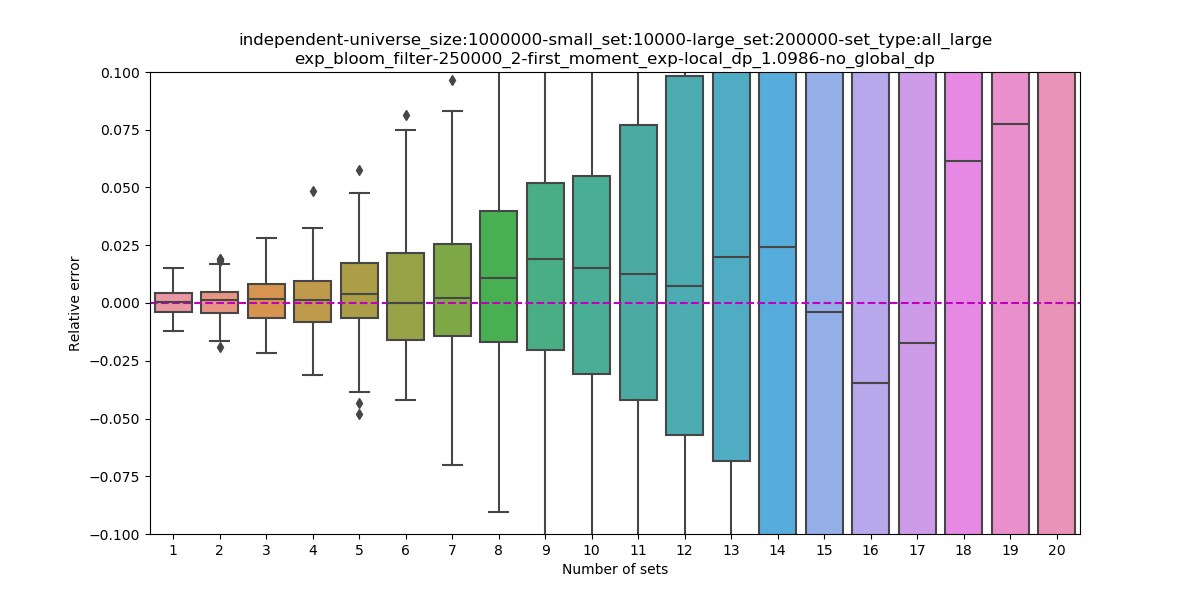 independent-universe_size:1000000-small_set:10000-large_set:200000-set_type:all_large
exp_bloom_filter-250000_2-first_moment_exp-local_dp_1.0986-no_global_dp
0.100
0.075
0.050
0.025
0.000
−0.025
−0.050
−0.075
−0.100
Relative error
1 2 3 4 5 6 7 8 9 10 11 12 13 14 15 16 17 18 19 20
Number of sets